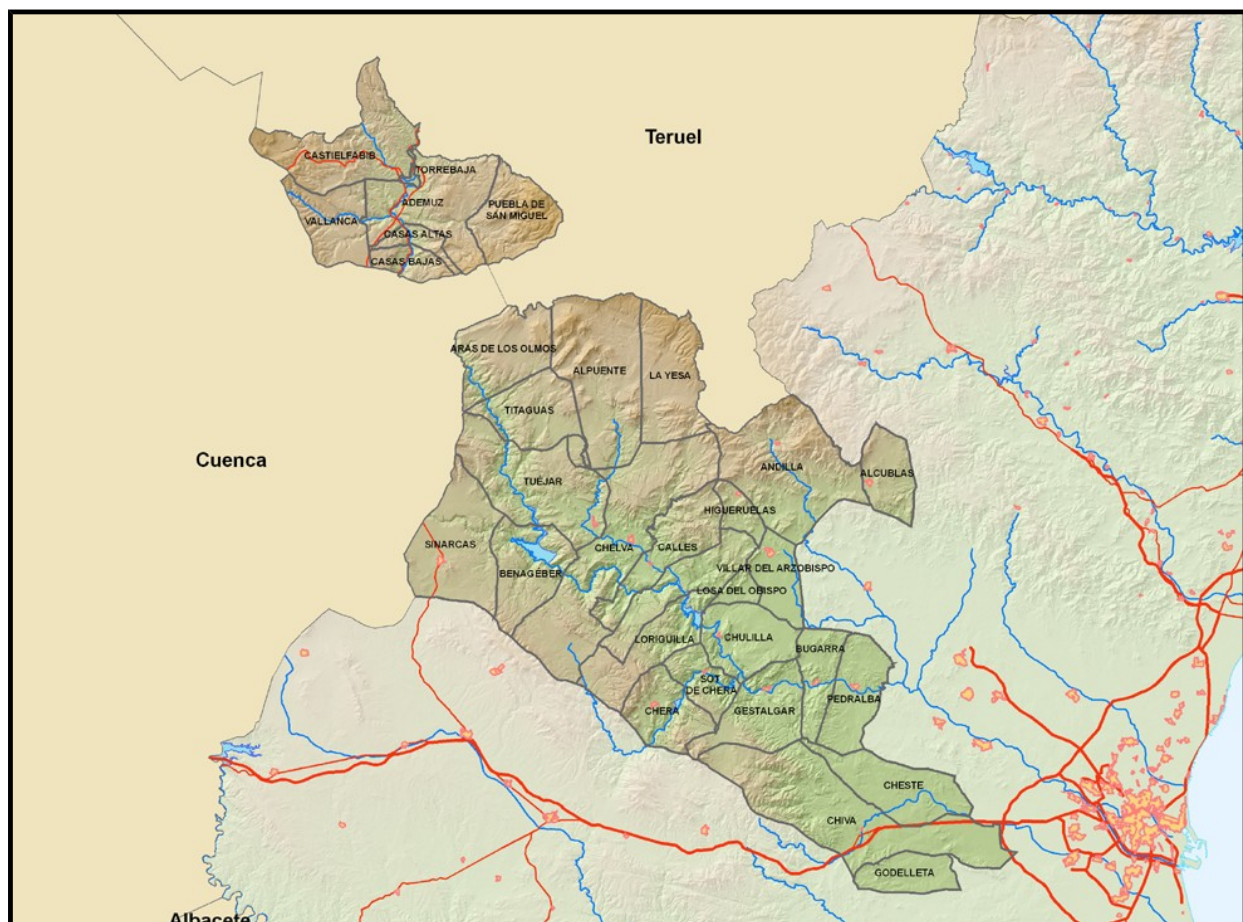 Teruel
CASTIELFABIB
TORREBAJA
ADEMUZ
PUEBLA DE
SAN MIGUEL
VALLANCA
CASAS ALTAS
CASAS BAJAS
ARAS DE LOS OLMOS
ALPUENTE
LA YESA
TITAGUAS
Cuenca
ANDILLA
ALCUBLAS
TUÉJAR
HIGUERUELAS
SINARCAS
BENAGÉBER
CHELVA
CALLES
VILLAR DEL ARZOBISPO
LOSA DEL OBISPO
LORIGUILLA
CHULILLA
BUGARRA
SOT
DE CHERA
CHERA
GESTALGAR
PEDRALBA
CHESTE
CHIVA
GODELLETA
Albacete